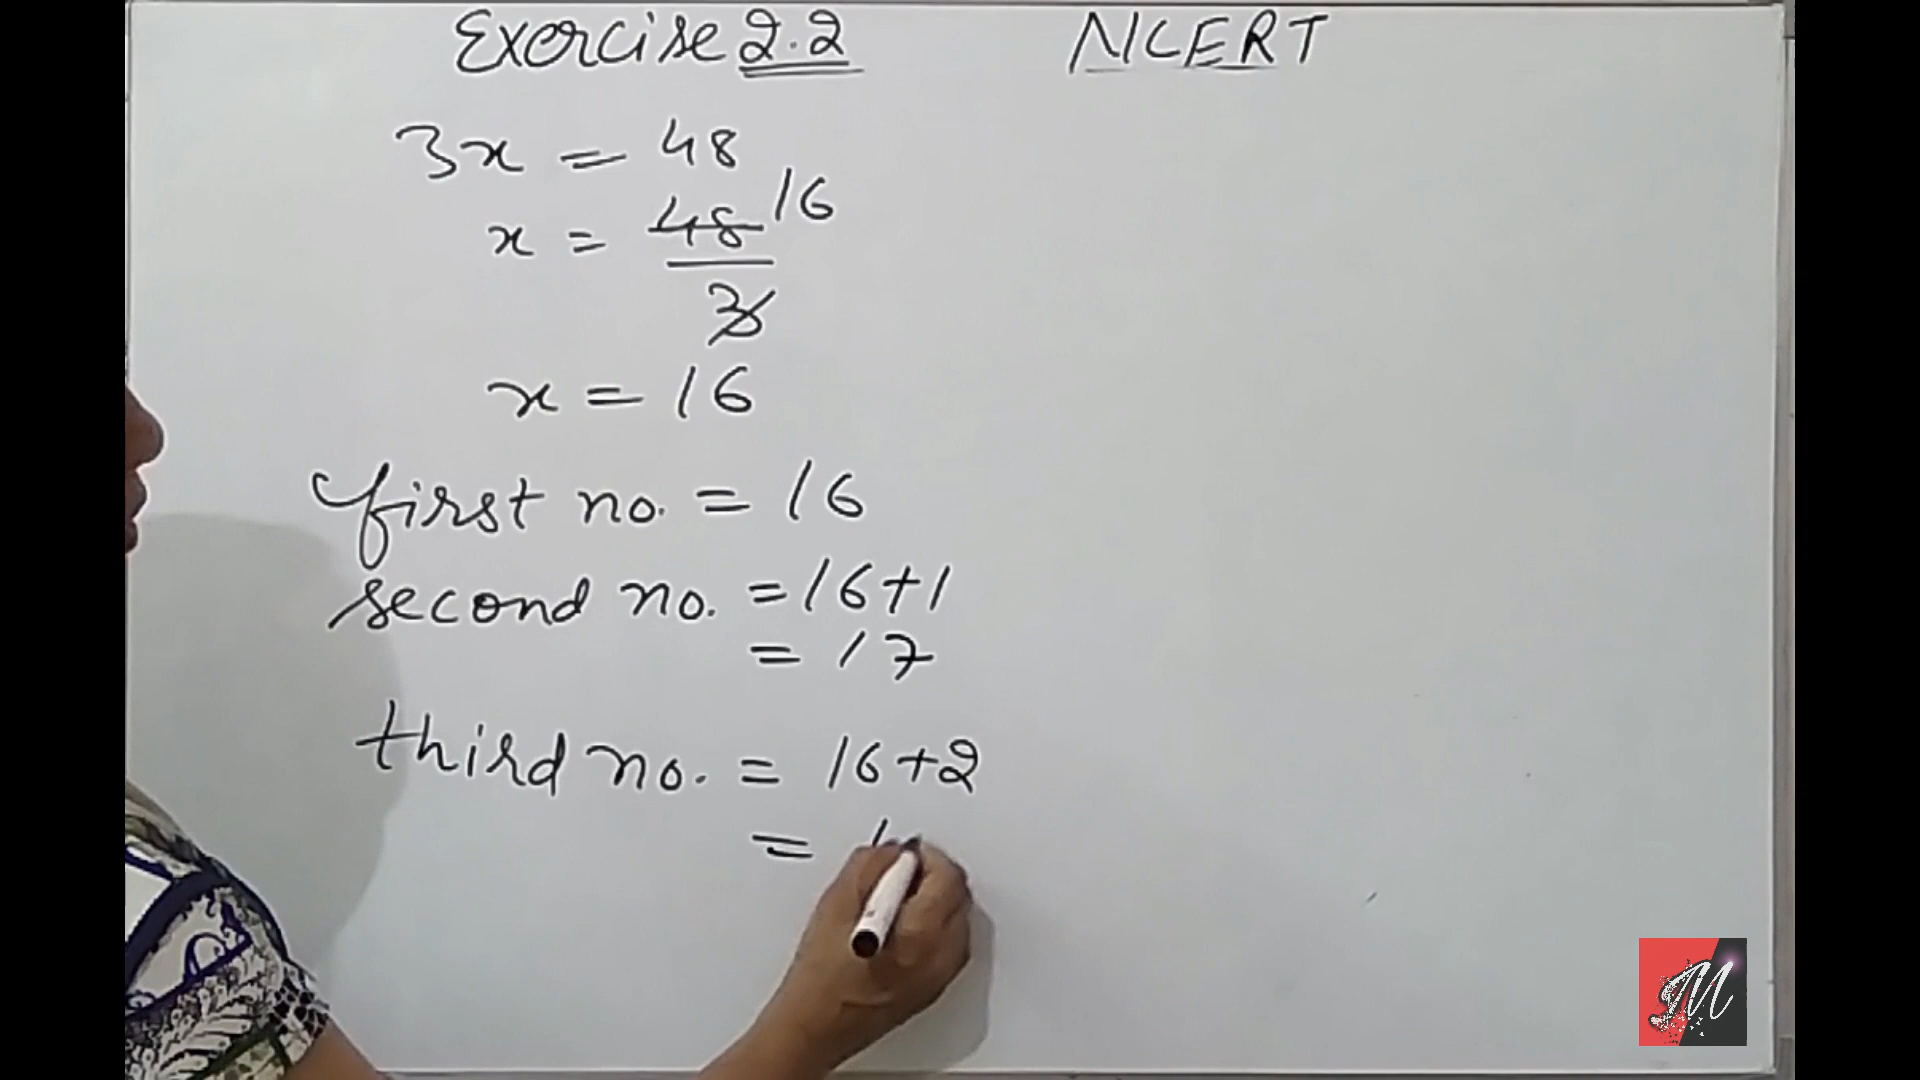 Exercise 2.2 NCERT
3x = 48
x = 48/3 16
x = 16
first no. = 16
second no. = 16+1
= 17
third no. = 16+2
= 1
M